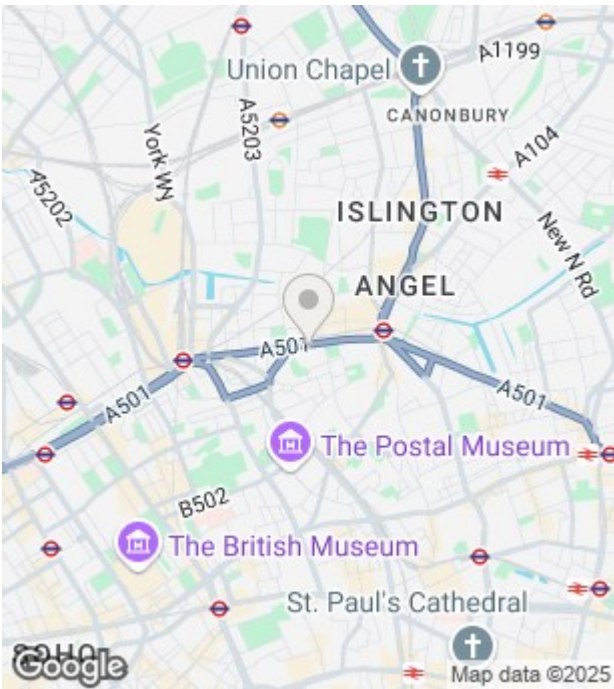 A1199
Union Chapel
CANONBURY
A5203
York Wy
A104
A5202
ISLINGTON
New N Rd
ANGEL
A501
A501
A501
The Postal Museum
B502
The British Museum
St. Paul's Cathedral
SOHO
Google
Map data ©2025